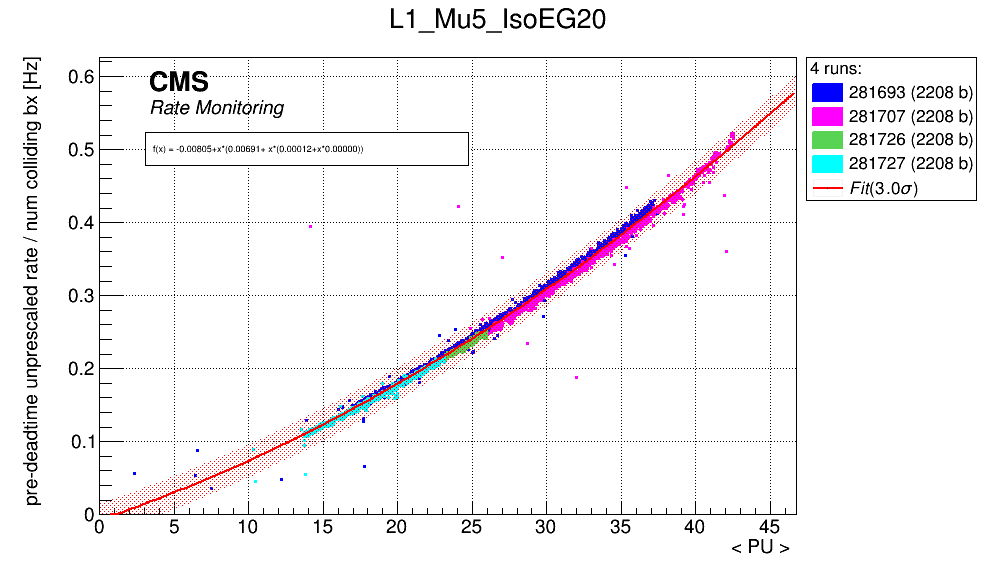 L1_Mu5_IsoEG20
pre-deadtime unprescaled rate / num colliding bx [Hz]
CMS
Rate Monitoring
f(x) = -0.00805+x*(0.00691+ x*(0.00012+x*0.00000))
0.6
0.5
0.4
0.3
0.2
0.1
0
0 5 10 15 20 25 30 35 40 45
< PU >
4 runs:
281693 (2208 b)
281707 (2208 b)
281726 (2208 b)
281727 (2208 b)
Fit(3.0σ)